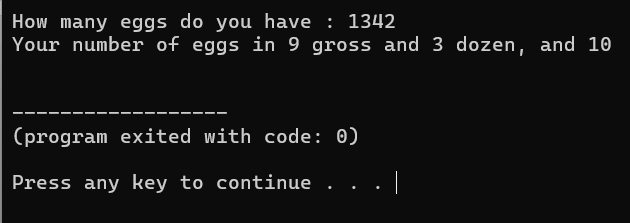 How many eggs do you have : 1342
Your number of eggs in 9 gross and 3 dozen, and 10
------------------
(program exited with code: 0)
Press any key to continue . . .